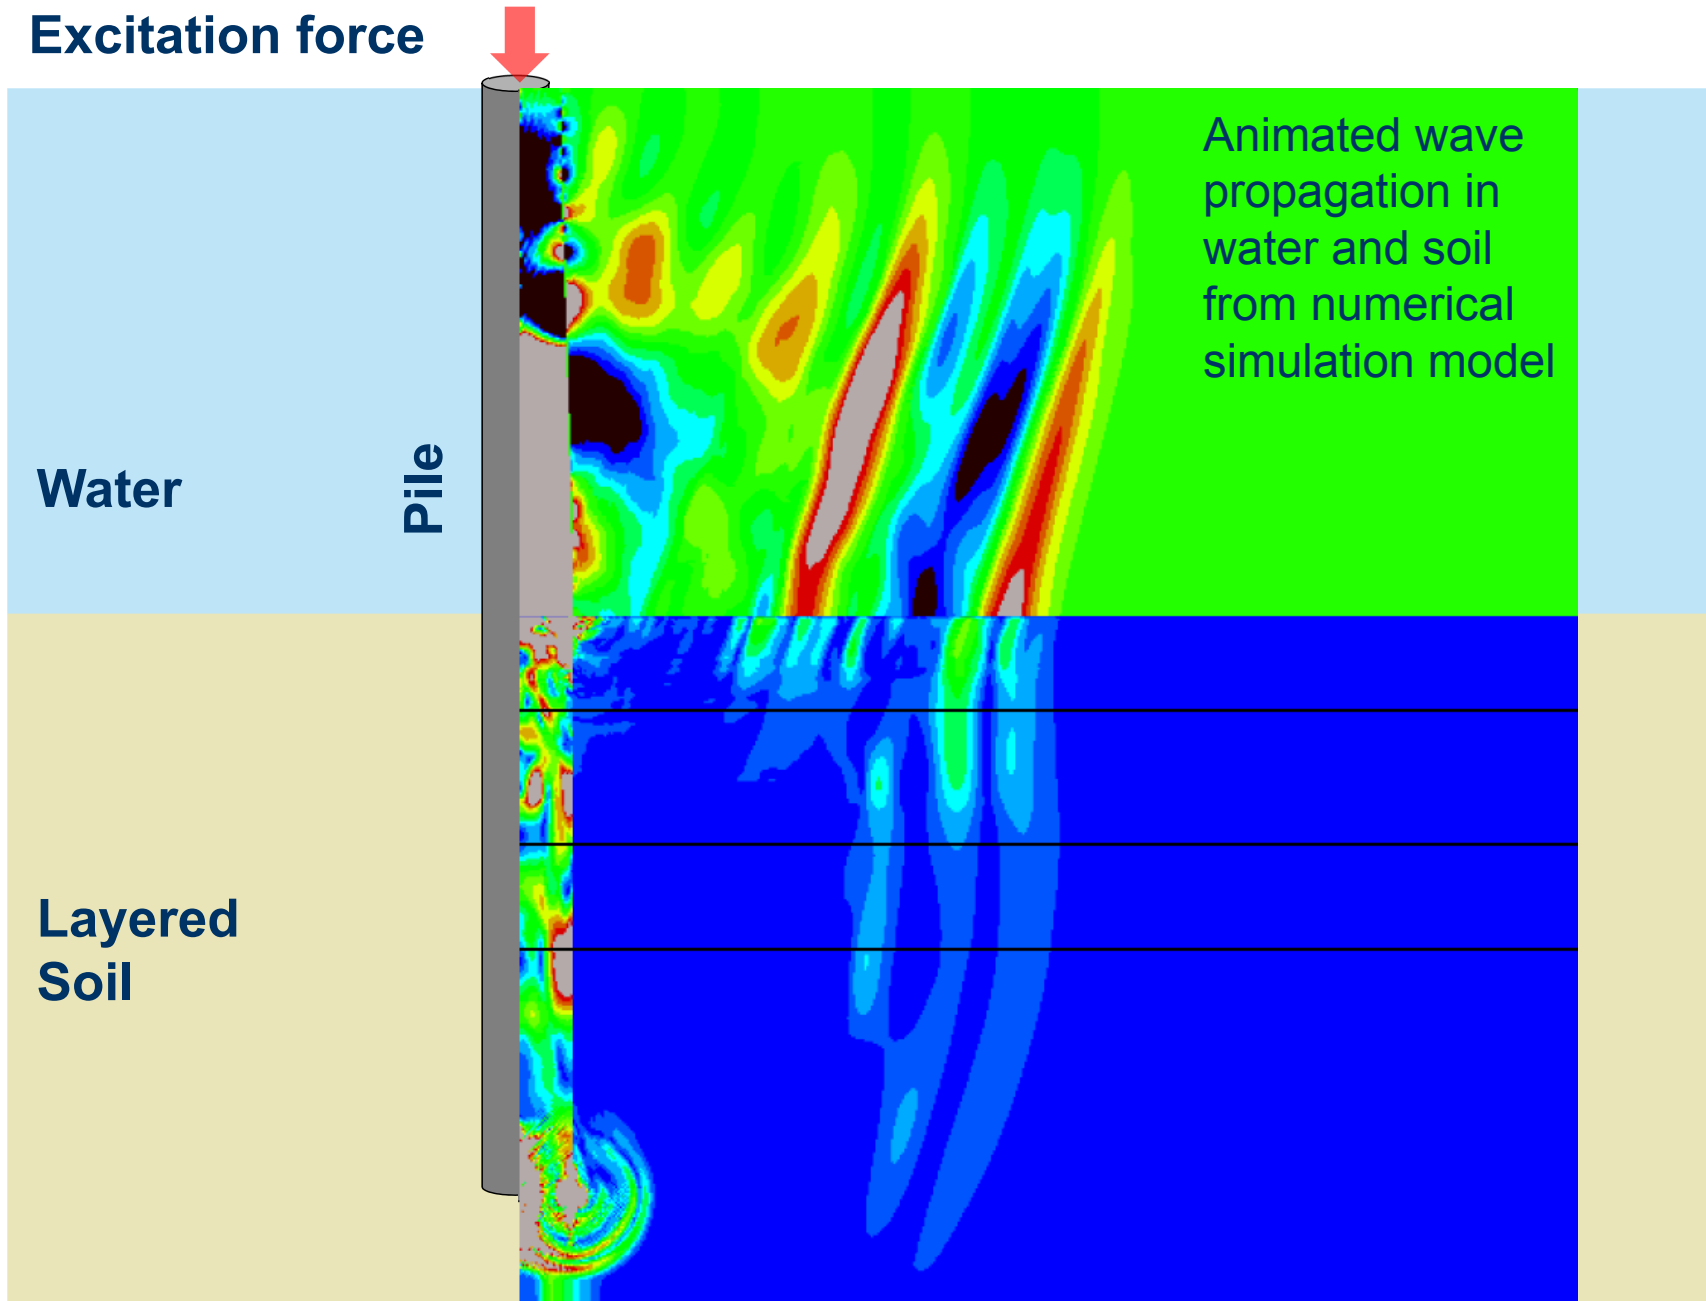 Excitation force
Animated wave
propagation in
water and soil
from numerical
simulation model
Water
Pile
Layered
Soil